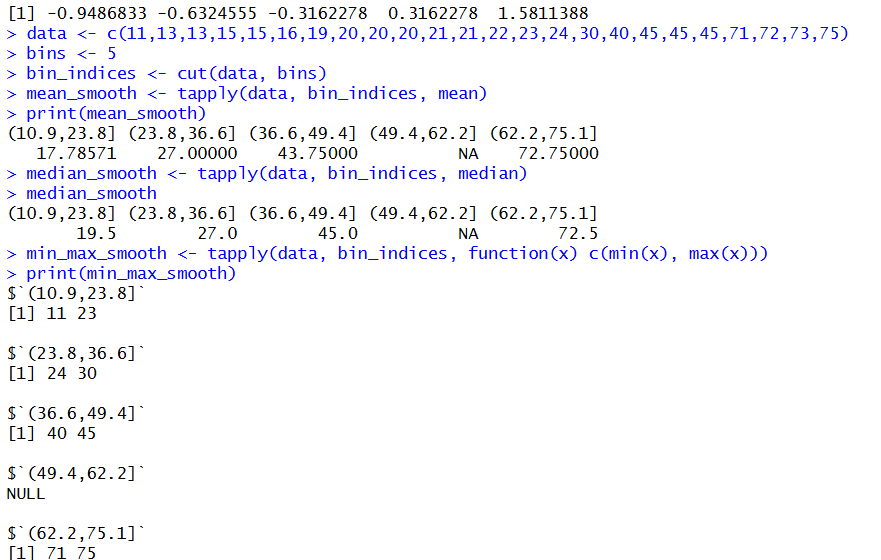 [1] -0.9486833 -0.6324555 -0.3162278  0.3162278  1.5811388
> data <- c(11,13,13,15,15,16,19,20,20,20,21,21,22,23,24,30,40,45,45,45,71,72,73,75)
> bins <- 5
> bin_indices <- cut(data, bins)
> mean_smooth <- tapply(data, bin_indices, mean)
> print(mean_smooth)
(10.9,23.8] (23.8,36.6] (36.6,49.4] (49.4,62.2] (62.2,75.1]
   17.78571    27.00000    43.75000          NA    72.75000
> median_smooth <- tapply(data, bin_indices, median)
> median_smooth
(10.9,23.8] (23.8,36.6] (36.6,49.4] (49.4,62.2] (62.2,75.1]
       19.5        27.0        45.0          NA        72.5
> min_max_smooth <- tapply(data, bin_indices, function(x) c(min(x), max(x)))
> print(min_max_smooth)
$`(10.9,23.8]`
[1] 11 23

$`(23.8,36.6]`
[1] 24 30

$`(36.6,49.4]`
[1] 40 45

$`(49.4,62.2]`
NULL

$`(62.2,75.1]`
[1] 71 75